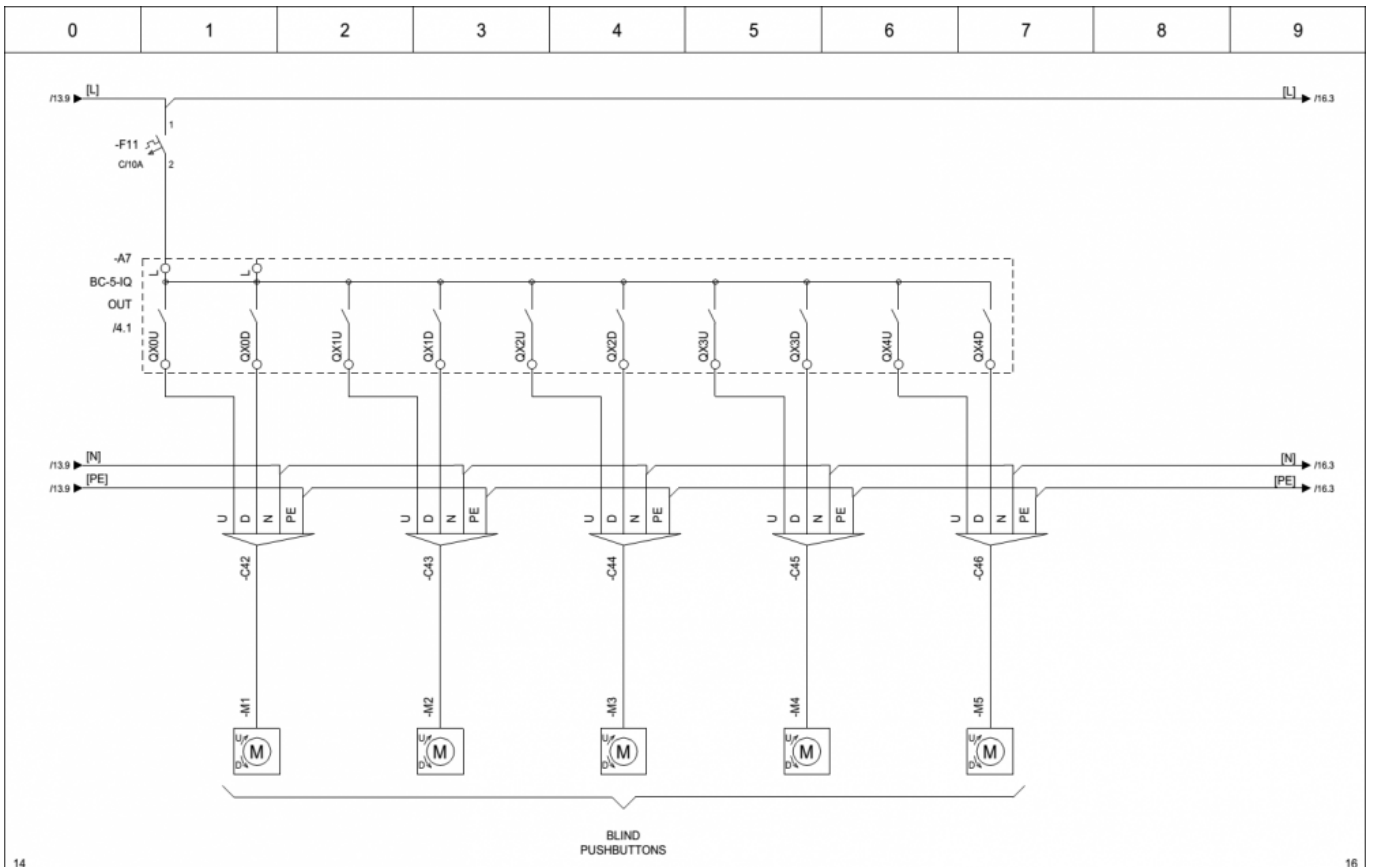 0 1 2 3 4 5 6 7 8 9
/13.9 [L] [L] /16.3
1
-F11
C/10A 2
-A7
L L
BC-5-IQ
OUT
/4.1
QX0U QX0D QX1U QX1D QX2U QX2D QX3U QX3D QX4U QX4D
/13.9 [N] [N] /16.3
/13.9 [PE] [PE] /16.3
U D N PE U D N PE U D N PE U D N PE U D N PE
-C42 -C43 -C44 -C45 -C46
-M1 -M2 -M3 -M4 -M5
U U U U U
M M M M M
D D D D D
BLIND
PUSHBUTTONS
14 16